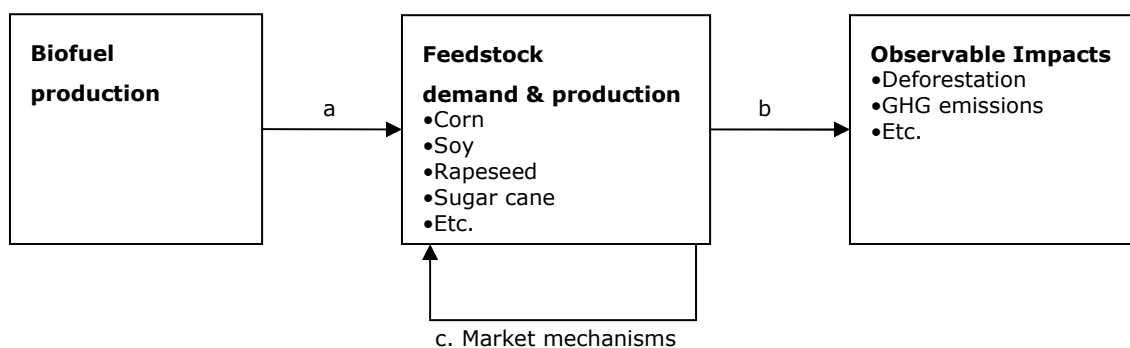 Biofuel
production
a
Feedstock
demand & production
•Corn
•Soy
•Rapeseed
•Sugar cane
•Etc.
b
Observable Impacts
•Deforestation
•GHG emissions
•Etc.
c. Market mechanisms